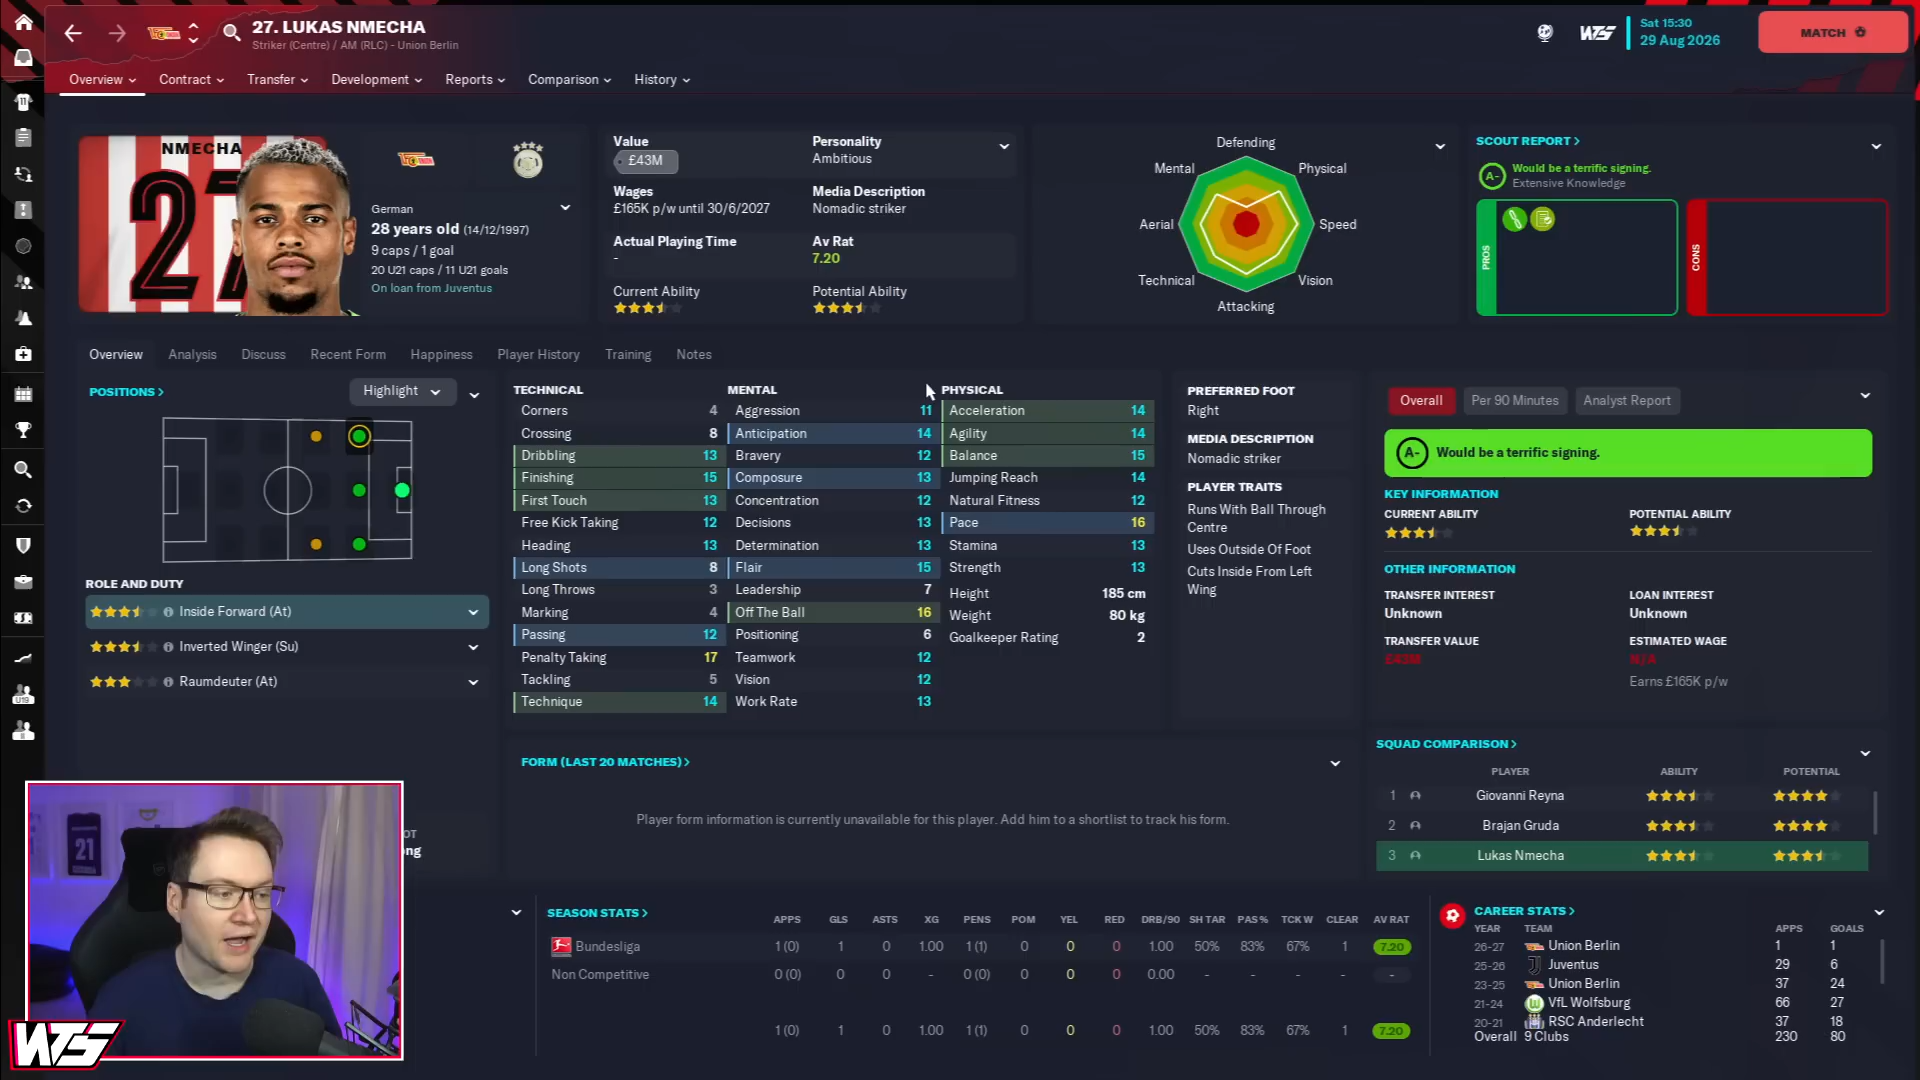 27. LUKAS NMECHA
Striker (Centre) / AM (RLC) - Union Berlin
Sat 15:30
29 Aug 2026
MATCH
Overview
Contract
Transfer
Development
Reports
Comparison
History
NMECHA
27
German
28 years old (14/12/1997)
9 caps / 1 goal
20 U21 caps / 11 U21 goals
On loan from Juventus
Value
£43M
Personality
Ambitious
Wages
£165K p/w until 30/6/2027
Media Description
Nomadic striker
Actual Playing Time
-
Av Rat
7.20
Current Ability
Potential Ability
Defending
Mental
Physical
Aerial
Speed
Technical
Vision
Attacking
SCOUT REPORT >
A-
Would be a terrific signing.
Extensive Knowledge
PROS
CONS
Overview
Analysis
Discuss
Recent Form
Happiness
Player History
Training
Notes
POSITIONS >
Highlight
ROLE AND DUTY
Inside Forward (At)
Inverted Winger (Su)
Raumdeuter (At)
TECHNICAL
Corners 4
Crossing 8
Dribbling 13
Finishing 15
First Touch 13
Free Kick Taking 12
Heading 13
Long Shots 8
Long Throws 3
Marking 4
Passing 12
Penalty Taking 17
Tackling 5
Technique 14
MENTAL
Aggression 11
Anticipation 14
Bravery 12
Composure 13
Concentration 12
Decisions 13
Determination 13
Flair 15
Leadership 7
Off The Ball 16
Positioning 6
Teamwork 12
Vision 12
Work Rate 13
PHYSICAL
Acceleration 14
Agility 14
Balance 15
Jumping Reach 14
Natural Fitness 12
Pace 16
Stamina 13
Strength 13
Height 185 cm
Weight 80 kg
Goalkeeper Rating 2
PREFERRED FOOT
Right
MEDIA DESCRIPTION
Nomadic striker
PLAYER TRAITS
Runs With Ball Through
Centre
Uses Outside Of Foot
Cuts Inside From Left
Wing
Overall
Per 90 Minutes
Analyst Report
A- Would be a terrific signing.
KEY INFORMATION
CURRENT ABILITY
POTENTIAL ABILITY
OTHER INFORMATION
TRANSFER INTEREST
Unknown
LOAN INTEREST
Unknown
TRANSFER VALUE
£43M
ESTIMATED WAGE
N/A
Earns £165K p/w
SQUAD COMPARISON >
PLAYER ABILITY POTENTIAL
1 Giovanni Reyna
2 Brajan Gruda
3 Lukas Nmecha
FORM (LAST 20 MATCHES) >
Player form information is currently unavailable for this player. Add him to a shortlist to track his form.
OT
ong
21
WTS
SEASON STATS >
APPS GLS ASTS XG PENS POM YEL RED DRB/90 SH TAR PAS % TCK W CLEAR AV RAT
Bundesliga 1 (0) 1 0 1.00 1 (1) 0 0 0 1.00 50% 83% 67% 1 7.20
Non Competitive 0 (0) 0 0 - 0 (0) 0 0 0 0.00 - - - - -
1 (0) 1 0 1.00 1 (1) 0 0 0 1.00 50% 83% 67% 1 7.20
CAREER STATS >
YEAR TEAM APPS GOALS
26-27 Union Berlin 1 1
25-26 Juventus 29 6
23-25 Union Berlin 37 24
21-24 VfL Wolfsburg 66 27
20-21 RSC Anderlecht 37 18
Overall 9 Clubs 230 80